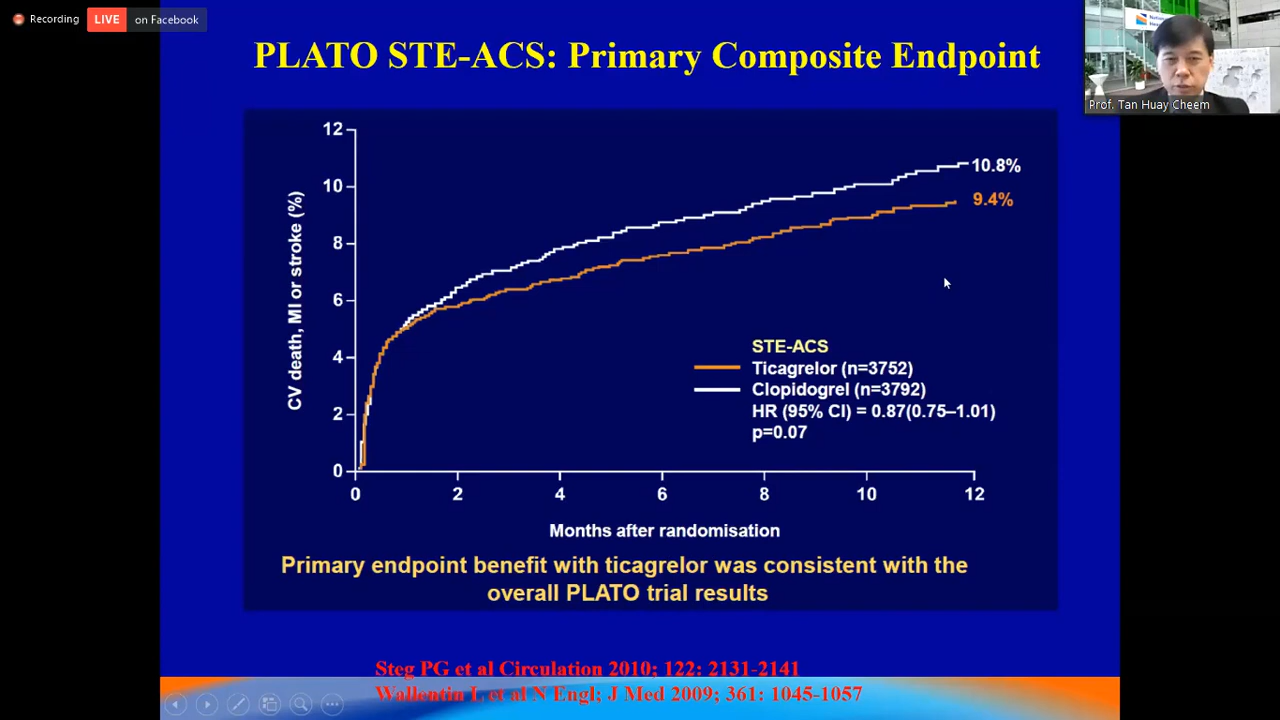 Recording
LIVE on Facebook
PLATO STE-ACS: Primary Composite Endpoint
Prof. Tan Huay Cheem
CV death, MI or stroke (%)
12
10
8
6
4
2
0
10.8%
9.4%
STE-ACS
Ticagrelor (n=3752)
Clopidogrel (n=3792)
HR (95% CI) = 0.87(0.75–1.01)
p=0.07
0 2 4 6 8 10 12
Months after randomisation
Primary endpoint benefit with ticagrelor was consistent with the
overall PLATO trial results
Steg PG et al Circulation 2010; 122: 2131-2141
Wallentin L et al N Engl; J Med 2009; 361: 1045-1057